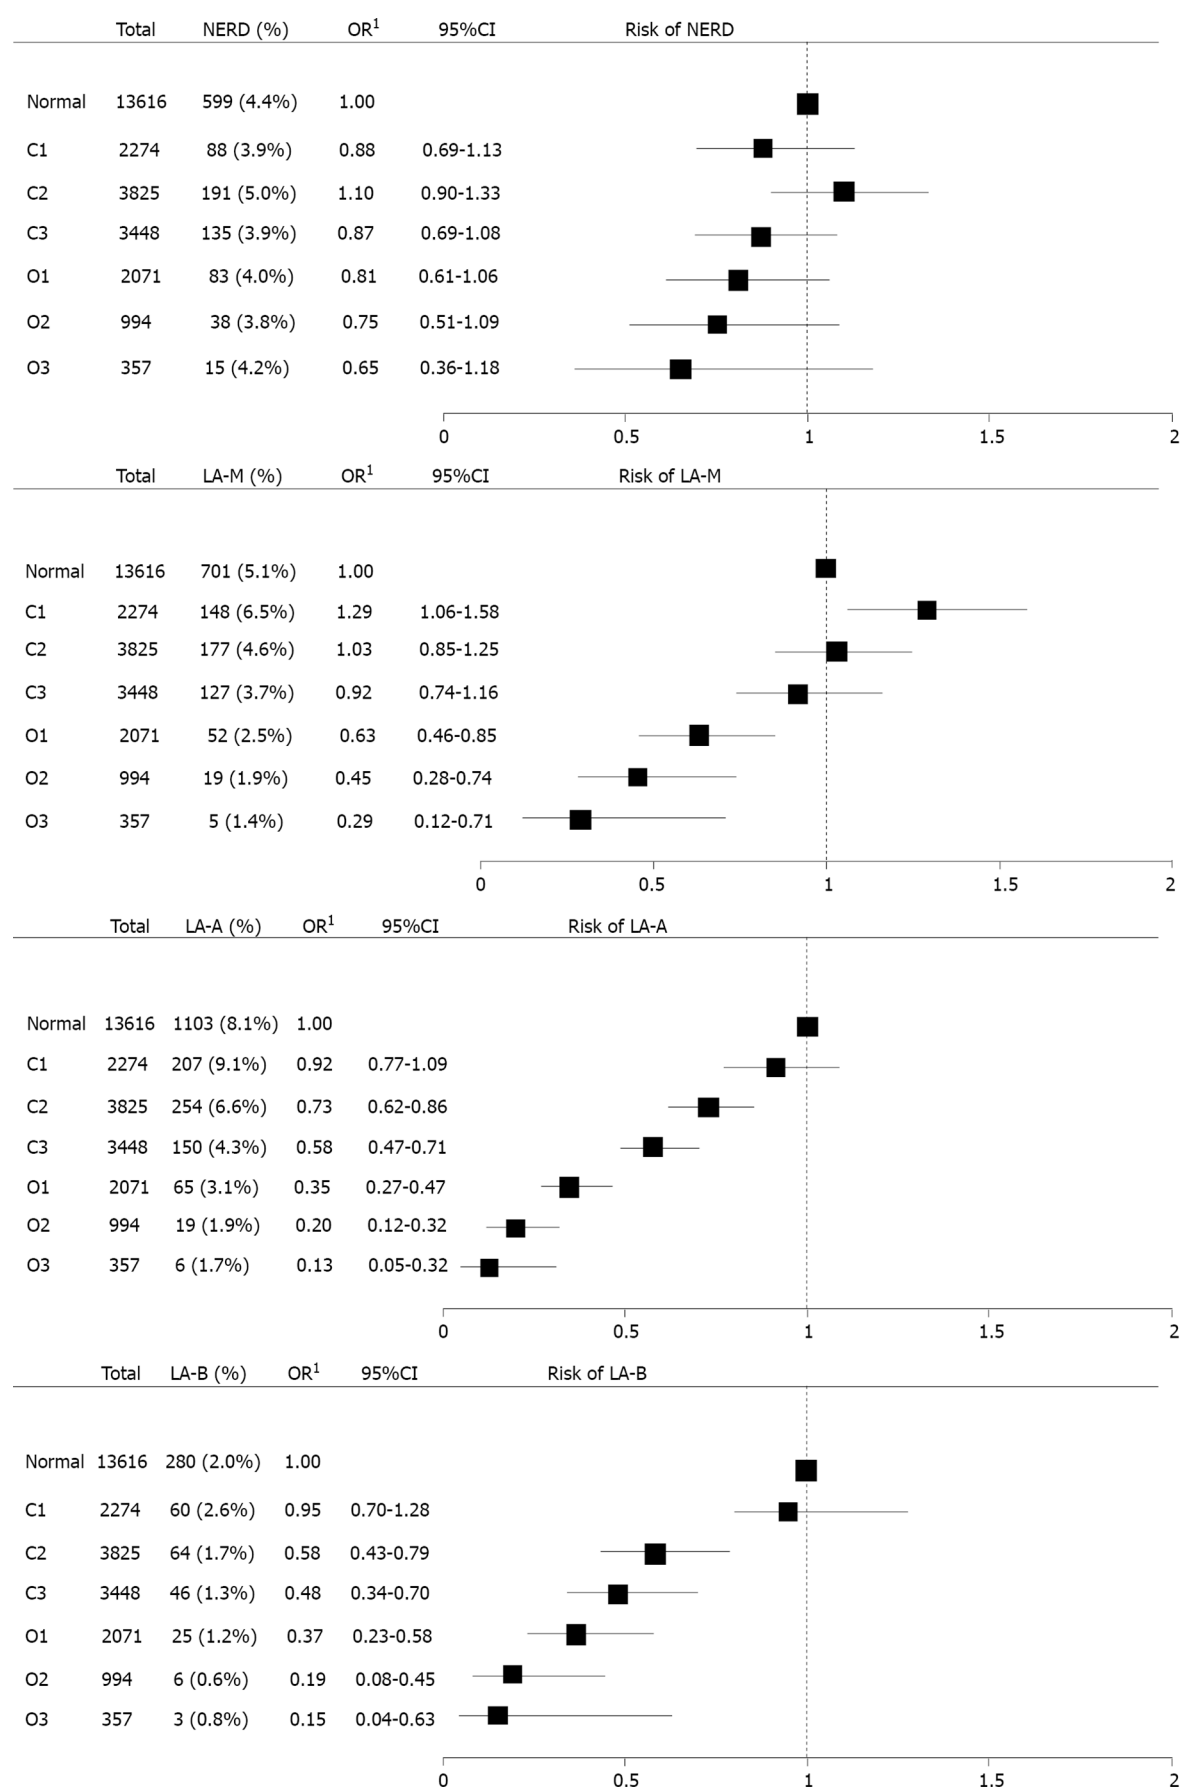 Total NERD (%) OR1 95%CI Risk of NERD
Normal 13616 599 (4.4%) 1.00
C1 2274 88 (3.9%) 0.88 0.69-1.13
C2 3825 191 (5.0%) 1.10 0.90-1.33
C3 3448 135 (3.9%) 0.87 0.69-1.08
O1 2071 83 (4.0%) 0.81 0.61-1.06
O2 994 38 (3.8%) 0.75 0.51-1.09
O3 357 15 (4.2%) 0.65 0.36-1.18
0 0.5 1 1.5 2
Total LA-M (%) OR1 95%CI Risk of LA-M
Normal 13616 701 (5.1%) 1.00
C1 2274 148 (6.5%) 1.29 1.06-1.58
C2 3825 177 (4.6%) 1.03 0.85-1.25
C3 3448 127 (3.7%) 0.92 0.74-1.16
O1 2071 52 (2.5%) 0.63 0.46-0.85
O2 994 19 (1.9%) 0.45 0.28-0.74
O3 357 5 (1.4%) 0.29 0.12-0.71
0 0.5 1 1.5 2
Total LA-A (%) OR1 95%CI Risk of LA-A
Normal 13616 1103 (8.1%) 1.00
C1 2274 207 (9.1%) 0.92 0.77-1.09
C2 3825 254 (6.6%) 0.73 0.62-0.86
C3 3448 150 (4.3%) 0.58 0.47-0.71
O1 2071 65 (3.1%) 0.35 0.27-0.47
O2 994 19 (1.9%) 0.20 0.12-0.32
O3 357 6 (1.7%) 0.13 0.05-0.32
0 0.5 1 1.5 2
Total LA-B (%) OR1 95%CI Risk of LA-B
Normal 13616 280 (2.0%) 1.00
C1 2274 60 (2.6%) 0.95 0.70-1.28
C2 3825 64 (1.7%) 0.58 0.43-0.79
C3 3448 46 (1.3%) 0.48 0.34-0.70
O1 2071 25 (1.2%) 0.37 0.23-0.58
O2 994 6 (0.6%) 0.19 0.08-0.45
O3 357 3 (0.8%) 0.15 0.04-0.63
0 0.5 1 1.5 2